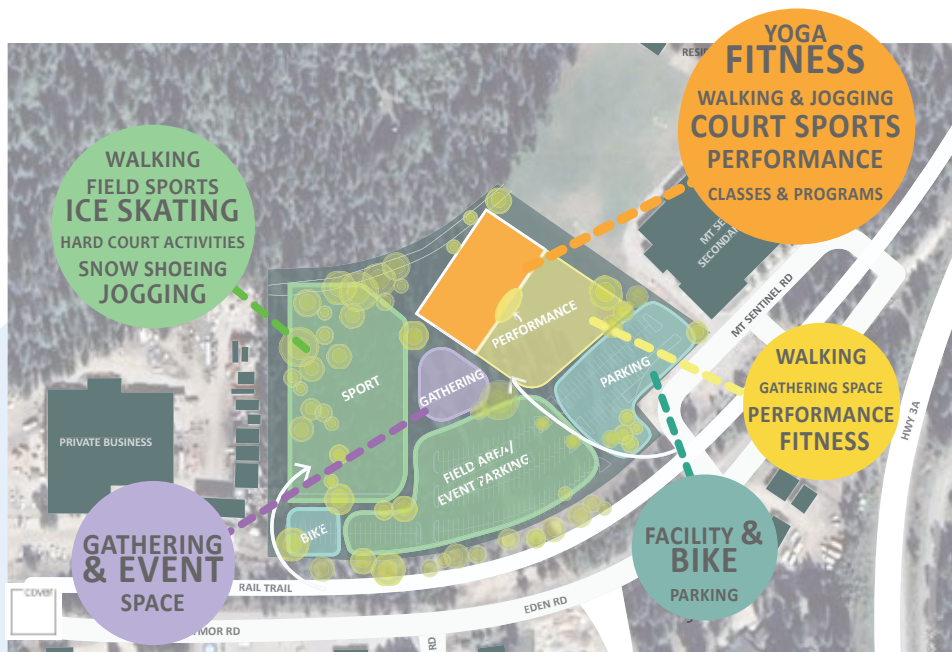 YOGA
FITNESS
WALKING & JOGGING
COURT SPORTS
PERFORMANCE
CLASSES & PROGRAMS
WALKING
FIELD SPORTS
ICE SKATING
HARD COURT ACTIVITIES
SNOW SHOEING
JOGGING
MT SENTINEL RD
PERFORMANCE
PARKING
SPORT
GATHERING
FIELD AREA/
EVENT PARKING
BIKE
PRIVATE BUSINESS
WALKING
GATHERING SPACE
PERFORMANCE
FITNESS
HWY 3A
GATHERING
& EVENT
SPACE
FACILITY &
BIKE
PARKING
RAIL TRAIL
EDEN RD
RD
cover